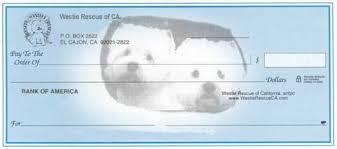 Westie Rescue of CA.
P.O. BOX 2822
EL CAJON, CA 92021-2822
Pay To The
Order Of
$
Dollars
BANK OF AMERICA
Westie Rescue of California, snrpc
www.WestieRescueCA.com
For